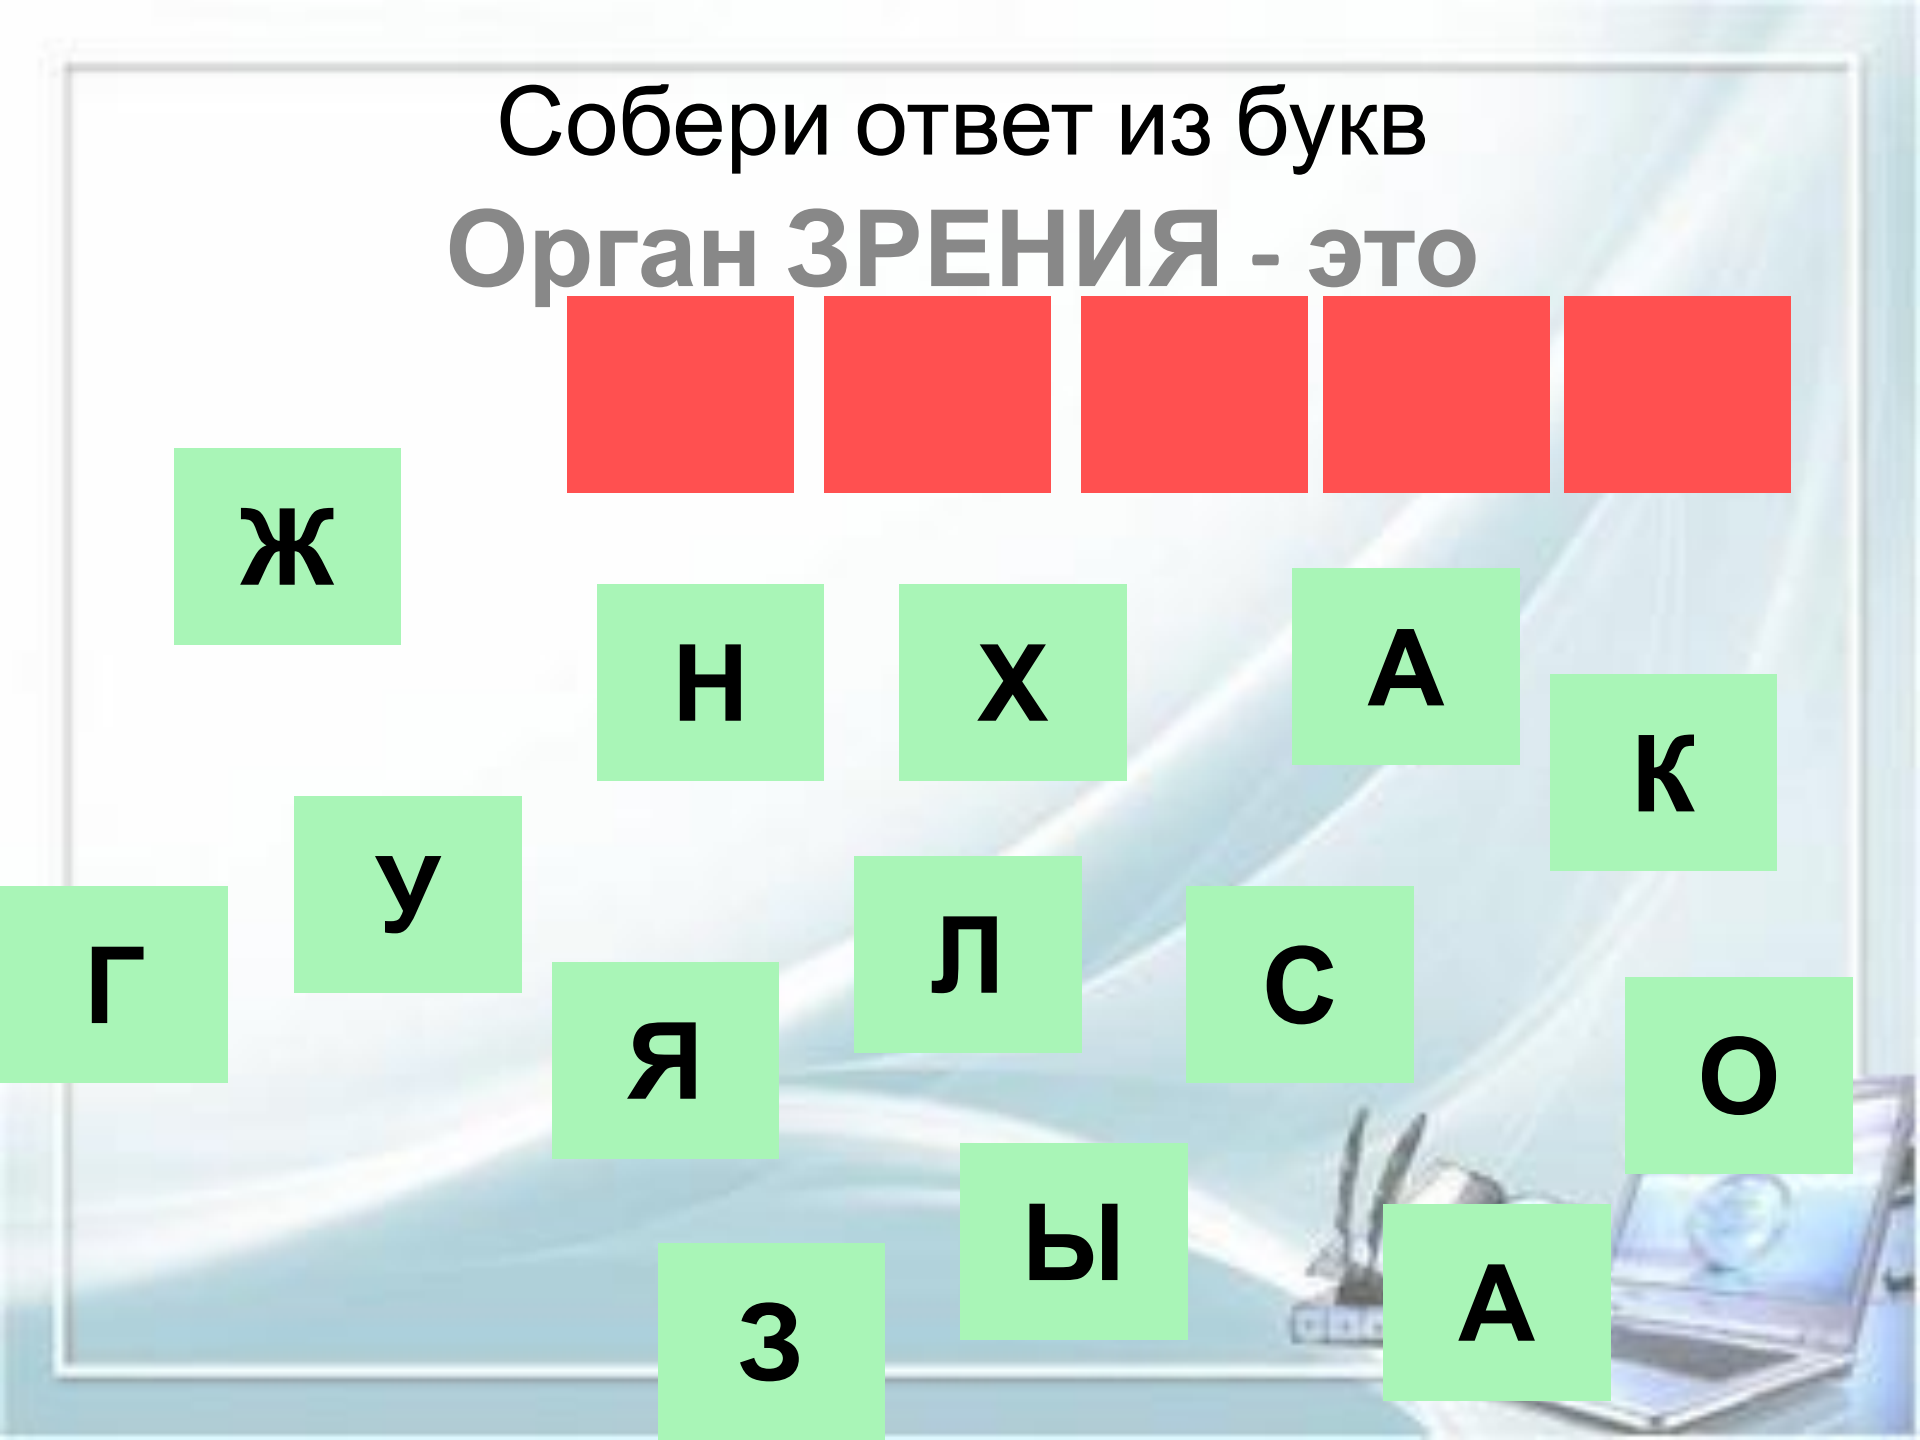 Собери ответ из букв
Орган ЗРЕНИЯ - это
Ж
Н
Х
А
К
У
Г
Л
С
Я
О
Ы
А
З